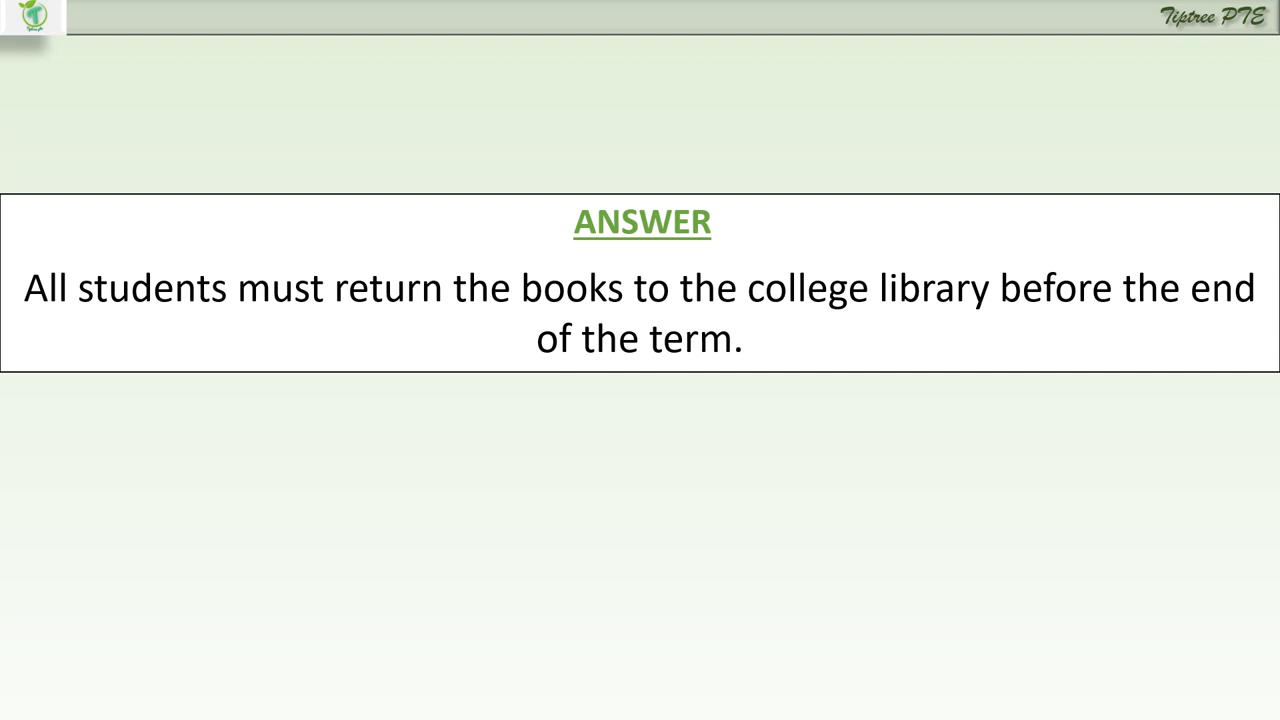 Tiptree PTE
ANSWER
All students must return the books to the college library before the end
of the term.